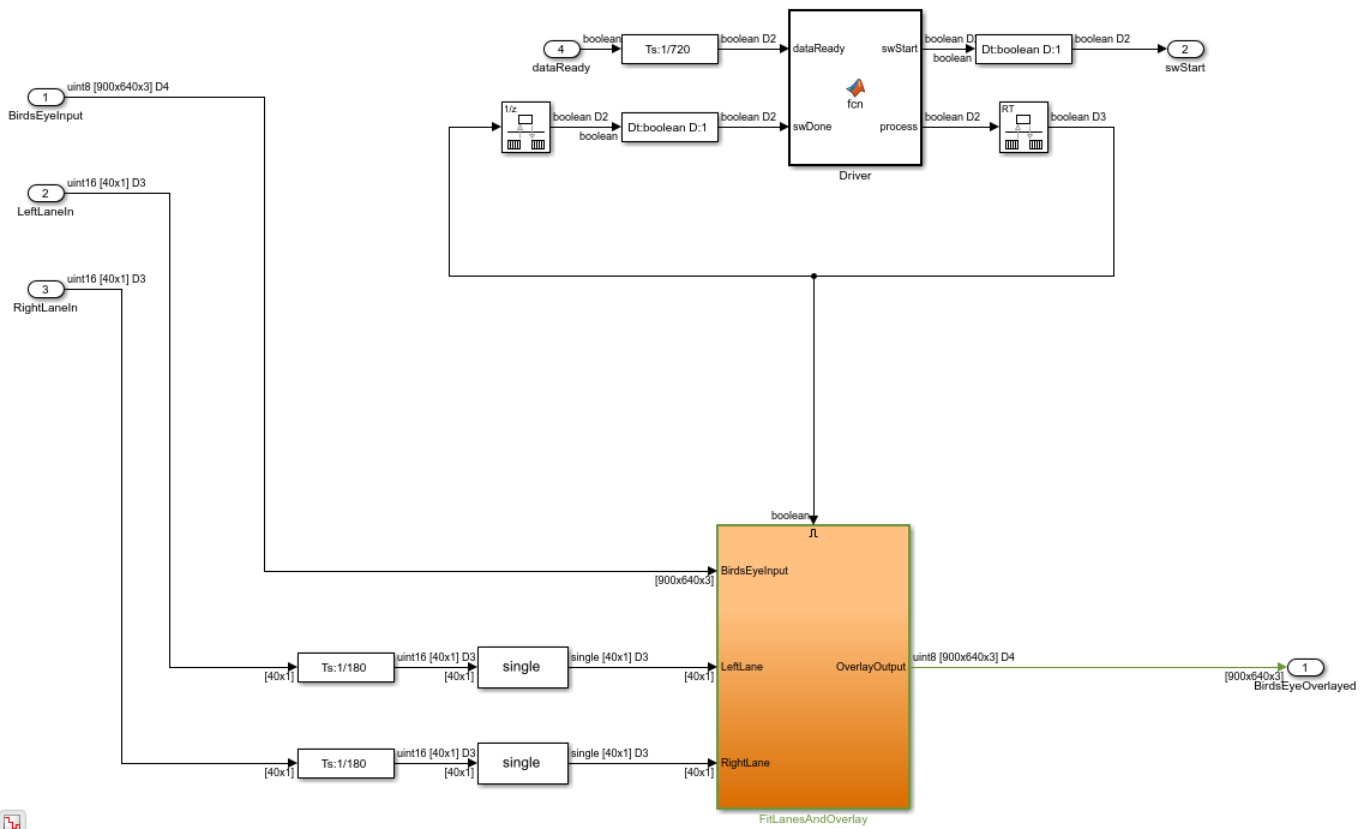 boolean
4
dataReady
Ts:1/720
boolean D2
dataReady
swStart
fcn
swDone
process
Driver
boolean D2
boolean
Dt:boolean D:1
boolean D2
2
swStart
1
BirdsEyeInput
uint8 [900x640x3] D4
1/z
boolean D2
boolean
Dt:boolean D:1
boolean D2
boolean D2
RT
boolean D3
2
LeftLaneIn
uint16 [40x1] D3
3
RightLaneIn
uint16 [40x1] D3
boolean
BirdsEyeInput
[900x640x3]
[40x1]
Ts:1/180
uint16 [40x1] D3
[40x1]
single
single [40x1] D3
[40x1]
LeftLane
OverlayOutput
uint8 [900x640x3] D4
[900x640x3]
1
BirdsEyeOverlayed
[40x1]
Ts:1/180
uint16 [40x1] D3
[40x1]
single
single [40x1] D3
[40x1]
RightLane
FitLanesAndOverlay